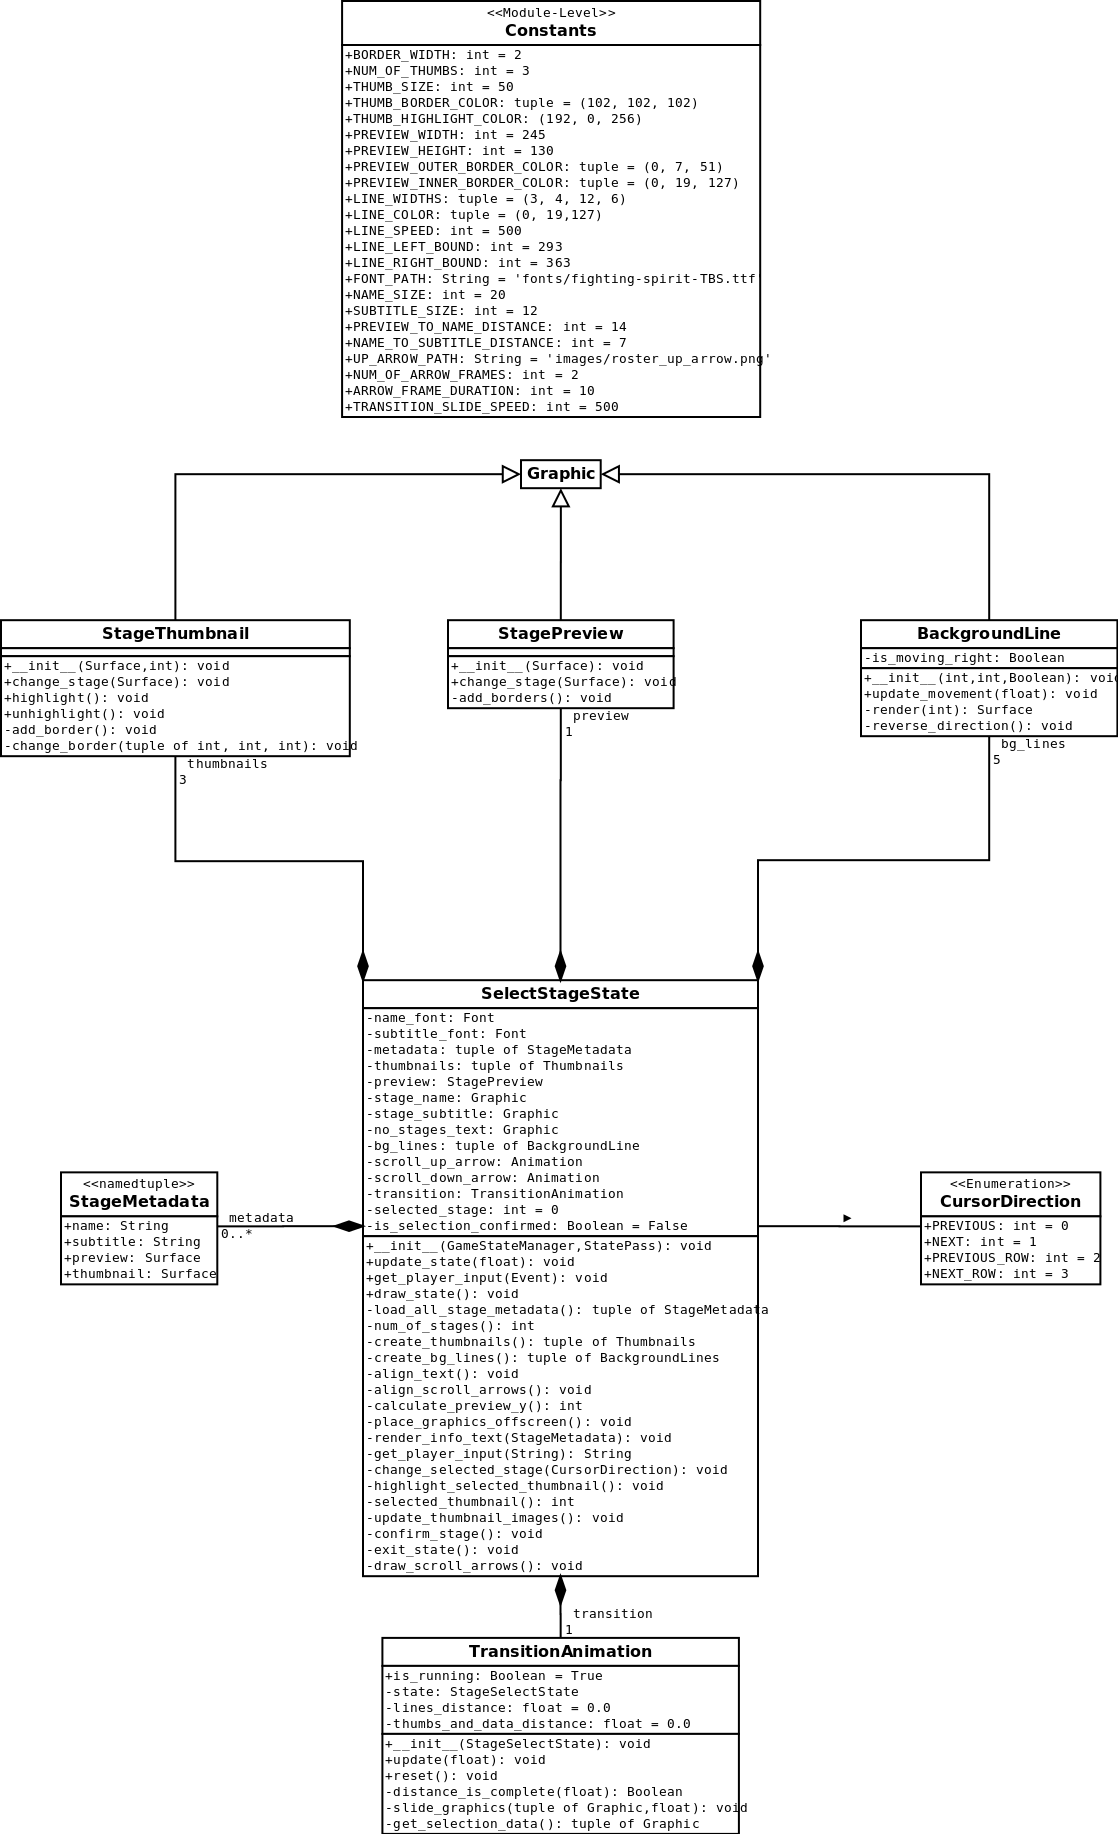 <<Module-Level>>
Constants
+BORDER_WIDTH: int = 2
+NUM_OF_THUMBS: int = 3
+THUMB_SIZE: int = 50
+THUMB_BORDER_COLOR: tuple = (102, 102, 102)
+THUMB_HIGHLIGHT_COLOR: (192, 0, 256)
+PREVIEW_WIDTH: int = 245
+PREVIEW_HEIGHT: int = 130
+PREVIEW_OUTER_BORDER_COLOR: tuple = (0, 7, 51)
+PREVIEW_INNER_BORDER_COLOR: tuple = (0, 19, 127)
+LINE_WIDTHS: tuple = (3, 4, 12, 6)
+LINE_COLOR: tuple = (0, 19,127)
+LINE_SPEED: int = 500
+LINE_LEFT_BOUND: int = 293
+LINE_RIGHT_BOUND: int = 363
+FONT_PATH: String = 'fonts/fighting-spirit-TBS.ttf'
+NAME_SIZE: int = 20
+SUBTITLE_SIZE: int = 12
+PREVIEW_TO_NAME_DISTANCE: int = 14
+NAME_TO_SUBTITLE_DISTANCE: int = 7
+UP_ARROW_PATH: String = 'images/roster_up_arrow.png'
+NUM_OF_ARROW_FRAMES: int = 2
+ARROW_FRAME_DURATION: int = 10
+TRANSITION_SLIDE_SPEED: int = 500
Graphic
StageThumbnail
+__init__(Surface,int): void
+change_stage(Surface): void
+highlight(): void
+unhighlight(): void
-add_border(): void
-change_border(tuple of int, int, int): void
thumbnails
3
StagePreview
+__init__(Surface): void
+change_stage(Surface): void
-add_borders(): void
preview
1
BackgroundLine
-is_moving_right: Boolean
+__init__(int,int,Boolean): void
+update_movement(float): void
-render(int): Surface
-reverse_direction(): void
bg_lines
5
SelectStageState
-name_font: Font
-subtitle_font: Font
-metadata: tuple of StageMetadata
-thumbnails: tuple of Thumbnails
-preview: StagePreview
-stage_name: Graphic
-stage_subtitle: Graphic
-no_stages_text: Graphic
-bg_lines: tuple of BackgroundLine
-scroll_up_arrow: Animation
-scroll_down_arrow: Animation
-transition: TransitionAnimation
-selected_stage: int = 0
-is_selection_confirmed: Boolean = False
+__init__(GameStateManager,StatePass): void
+update_state(float): void
+get_player_input(Event): void
+draw_state(): void
-load_all_stage_metadata(): tuple of StageMetadata
-num_of_stages(): int
-create_thumbnails(): tuple of Thumbnails
-create_bg_lines(): tuple of BackgroundLines
-align_text(): void
-align_scroll_arrows(): void
-calculate_preview_y(): int
-place_graphics_offscreen(): void
-render_info_text(StageMetadata): void
-get_player_input(String): String
-change_selected_stage(CursorDirection): void
-highlight_selected_thumbnail(): void
-selected_thumbnail(): int
-update_thumbnail_images(): void
-confirm_stage(): void
-exit_state(): void
-draw_scroll_arrows(): void
<<namedtuple>>
StageMetadata
+name: String
+subtitle: String
+preview: Surface
+thumbnail: Surface
metadata
0..*
<<Enumeration>>
CursorDirection
+PREVIOUS: int = 0
+NEXT: int = 1
+PREVIOUS_ROW: int = 2
+NEXT_ROW: int = 3
transition
1
TransitionAnimation
+is_running: Boolean = True
-state: StageSelectState
-lines_distance: float = 0.0
-thumbs_and_data_distance: float = 0.0
+__init__(StageSelectState): void
+update(float): void
+reset(): void
-distance_is_complete(float): Boolean
-slide_graphics(tuple of Graphic,float): void
-get_selection_data(): tuple of Graphic